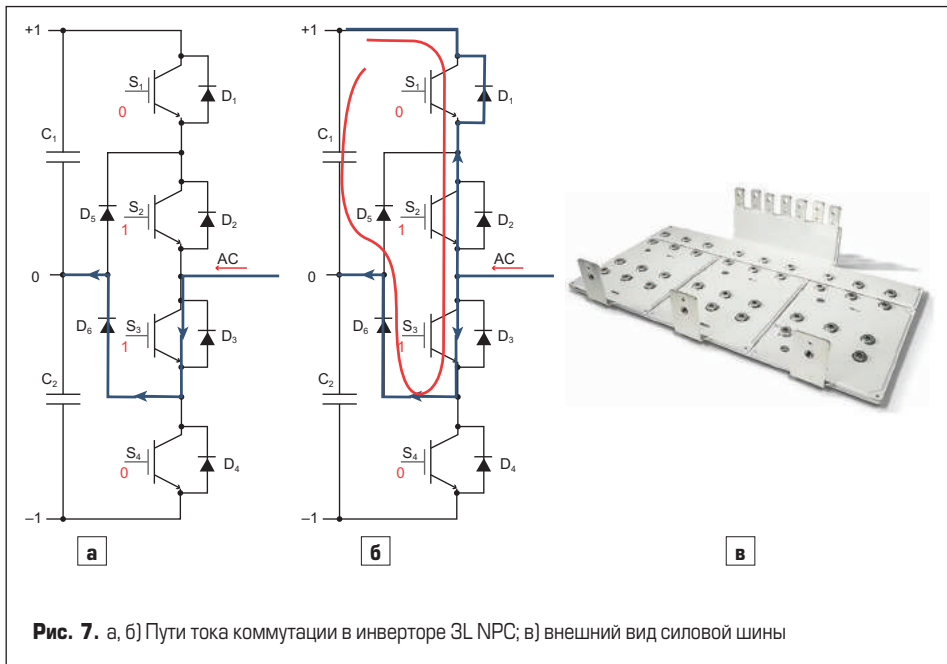 +1
S1
0
D1
C1
D5
S2
1
D2
0
AC
D6
S3
1
D3
C2
S4
0
D4
–1
а
+1
S1
0
D1
C1
D5
S2
1
D2
0
AC
D6
S3
1
D3
C2
S4
0
D4
–1
б
в
Рис. 7. а, б) Пути тока коммутации в инверторе 3L NPC; в) внешний вид силовой шины